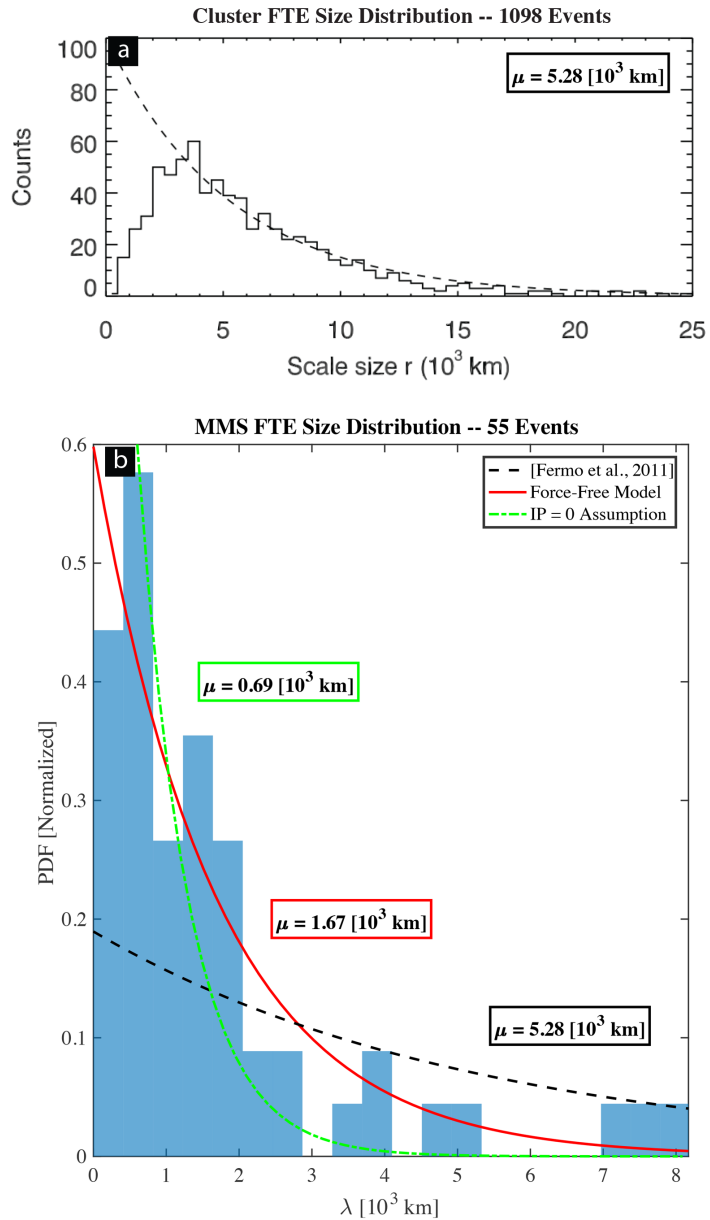 Cluster FTE Size Distribution -- 1098 Events
a
μ = 5.28 [10³ km]
Counts
100
80
60
40
20
0
0 5 10 15 20 25
Scale size r (10³ km)
MMS FTE Size Distribution -- 55 Events
b
[Fermo et al., 2011]
Force-Free Model
IP = 0 Assumption
μ = 0.69 [10³ km]
μ = 1.67 [10³ km]
μ = 5.28 [10³ km]
PDF [Normalized]
0.6
0.5
0.4
0.3
0.2
0.1
0
0 1 2 3 4 5 6 7 8
λ [10³ km]